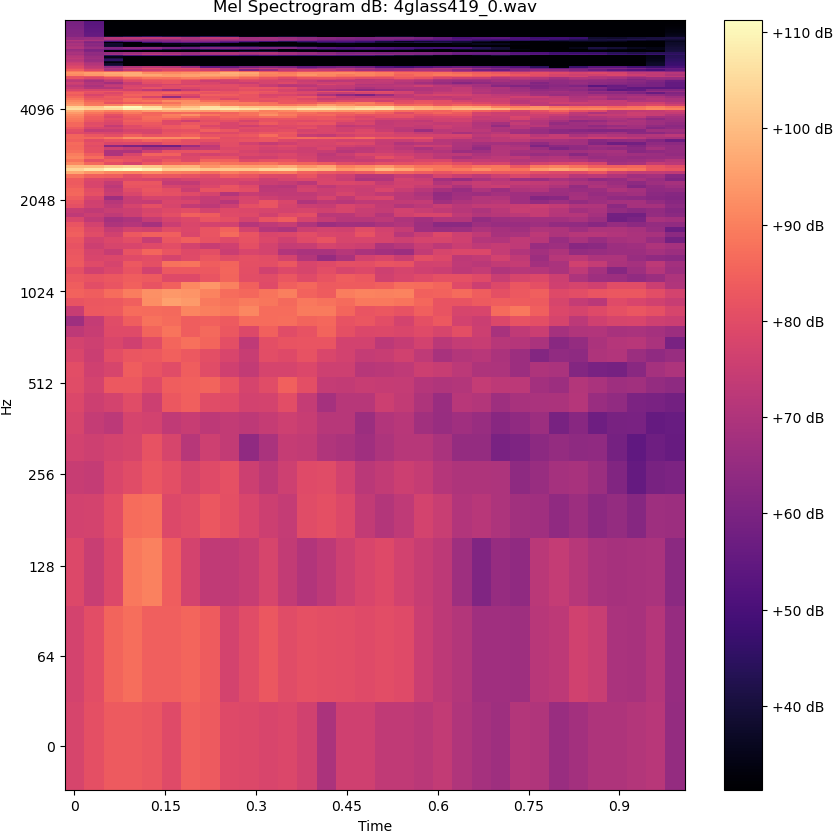 Mel Spectrogram dB: 4glass419_0.wav
+110 dB
4096
+100 dB
2048
+90 dB
1024
+80 dB
512
Hz
+70 dB
256
+60 dB
128
+50 dB
64
+40 dB
0
0 0.15 0.3 0.45 0.6 0.75 0.9
Time